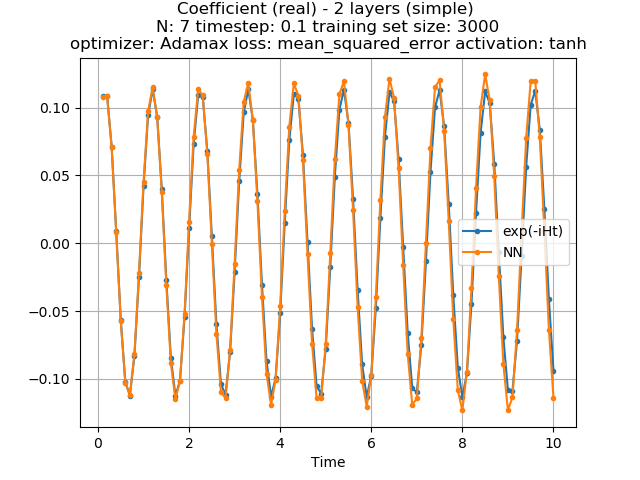 Coefficient (real) - 2 layers (simple)
N: 7 timestep: 0.1 training set size: 3000
optimizer: Adamax loss: mean_squared_error activation: tanh
0.10
0.05
0.00
−0.05
−0.10
exp(-iHt)
NN
0 2 4 6 8 10
Time